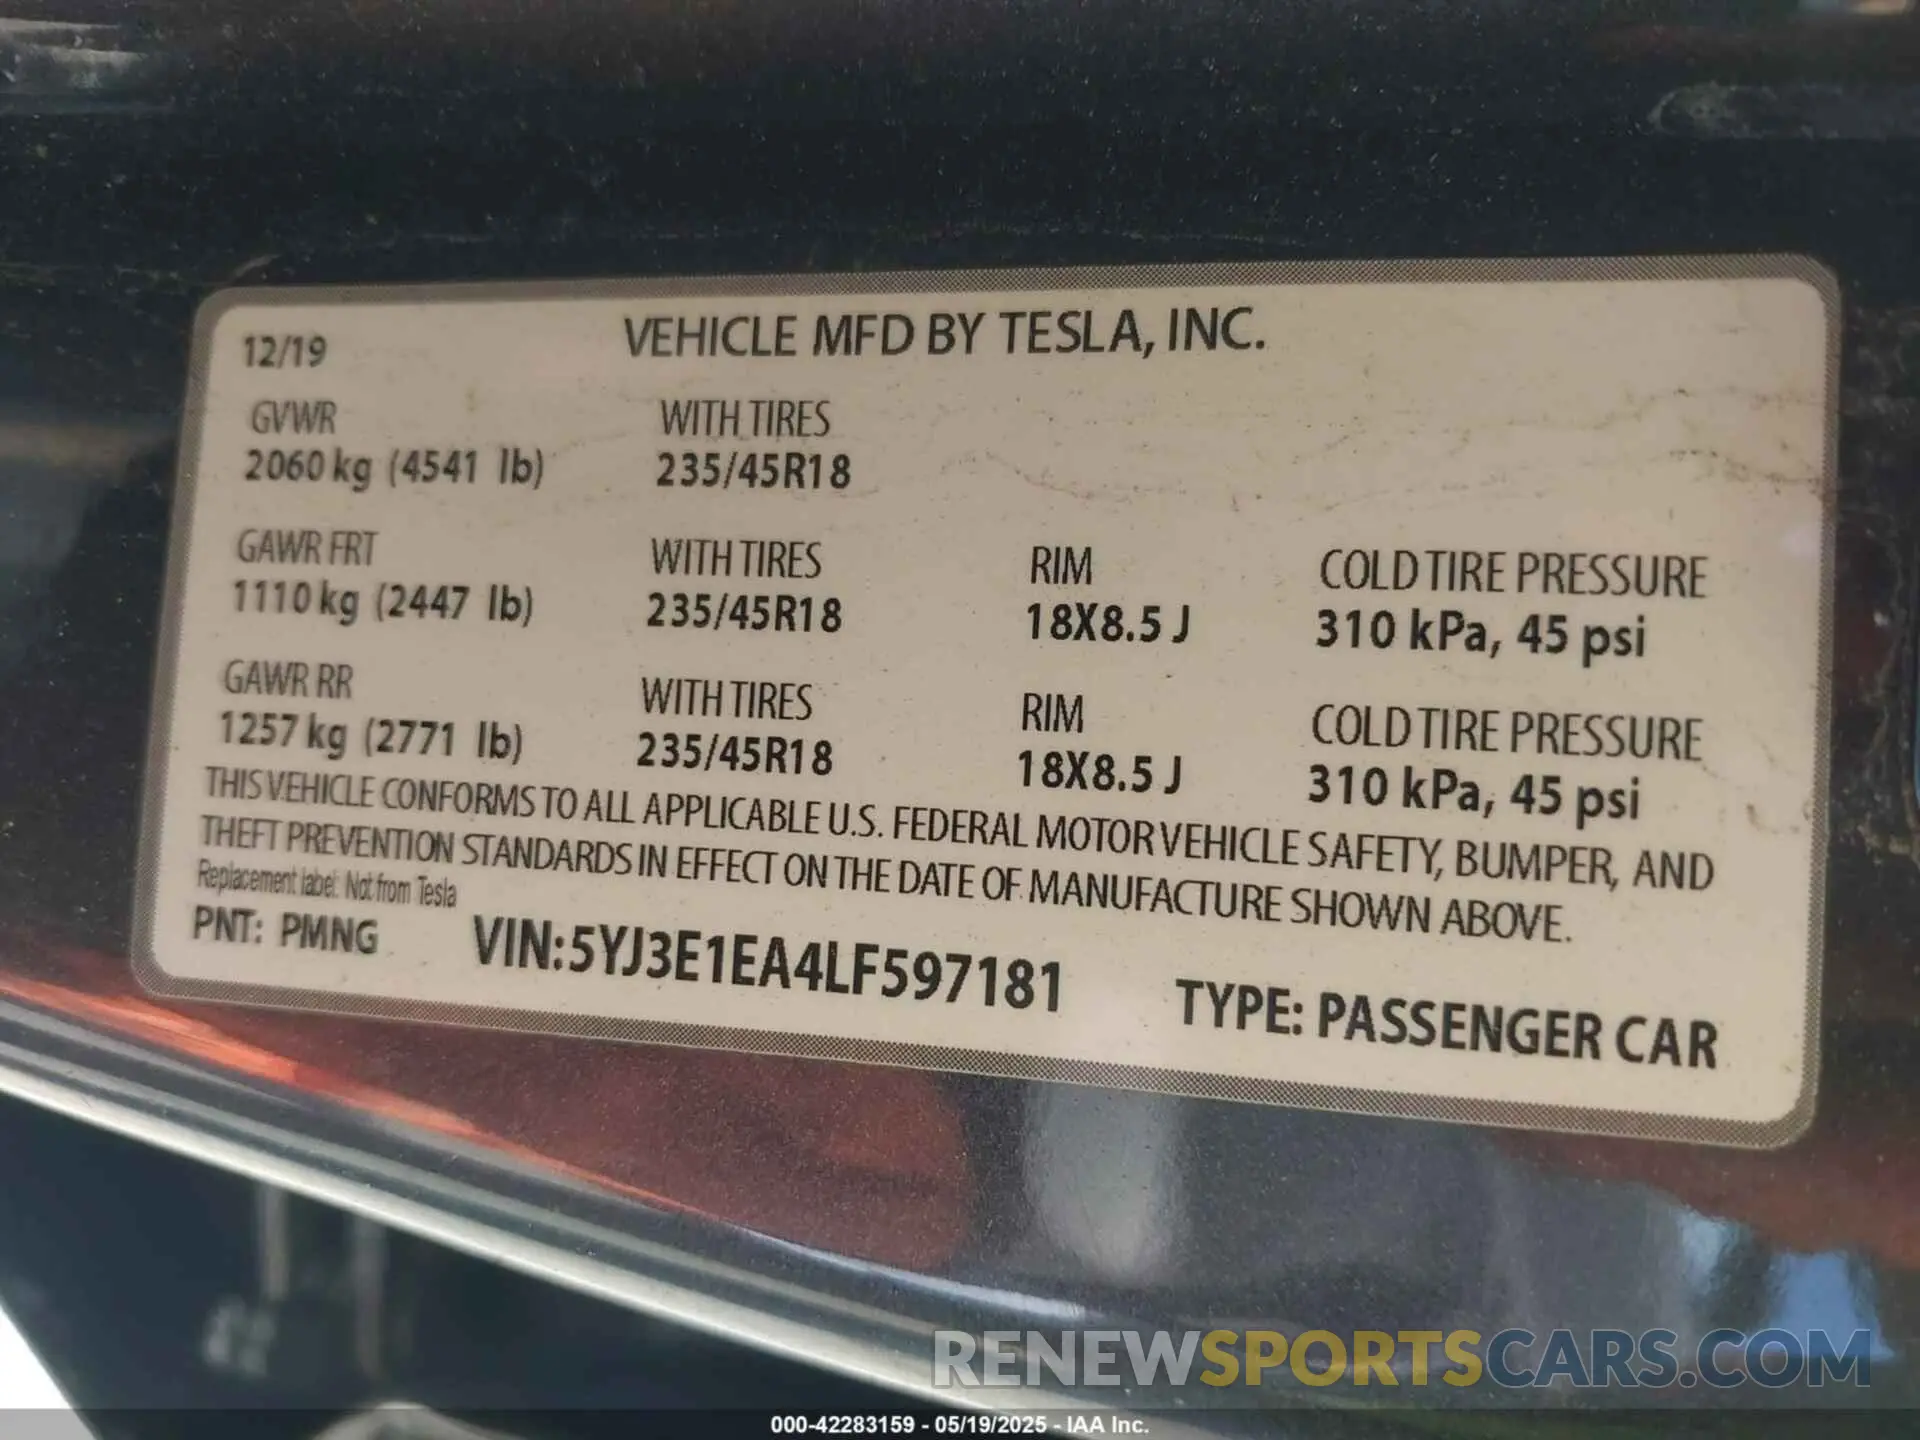 12/19 VEHICLE MFD BY TESLA, INC.
GVWR WITH TIRES
2060 kg (4541 lb) 235/45R18
GAWR FRT WITH TIRES RIM COLD TIRE PRESSURE
1110 kg (2447 lb) 235/45R18 18X8.5 J 310 kPa, 45 psi
GAWR RR WITH TIRES RIM COLD TIRE PRESSURE
1257 kg (2771 lb) 235/45R18 18X8.5 J 310 kPa, 45 psi
THIS VEHICLE CONFORMS TO ALL APPLICABLE U.S. FEDERAL MOTOR VEHICLE SAFETY, BUMPER, AND
THEFT PREVENTION STANDARDS IN EFFECT ON THE DATE OF MANUFACTURE SHOWN ABOVE.
Replacement label: Not from Tesla
PNT: PMNG VIN:5YJ3E1EA4LF597181 TYPE: PASSENGER CAR
RENEWSPORTSCARS.COM
000-42283159 - 05/19/2025 - IAA Inc.